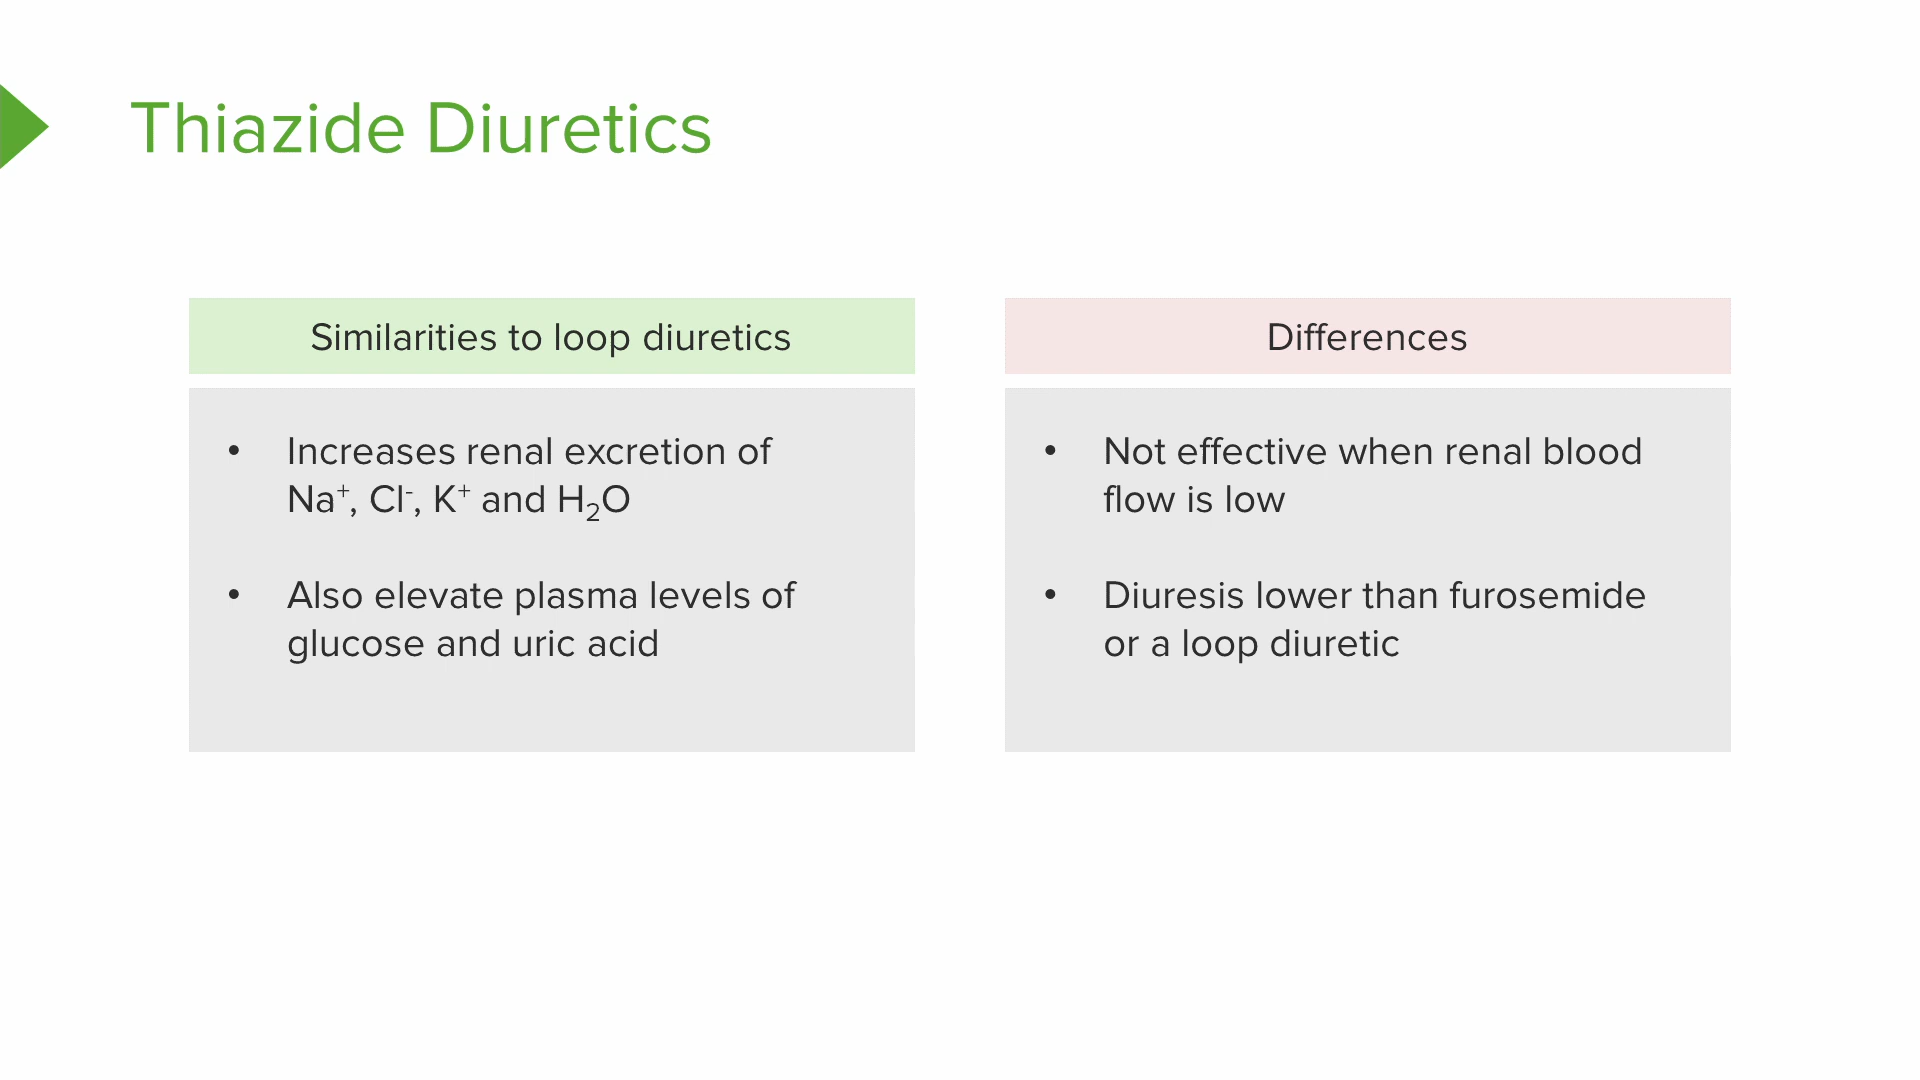 Thiazide Diuretics
Similarities to loop diuretics
• Increases renal excretion of
Na⁺, Cl⁻, K⁺ and H₂O
• Also elevate plasma levels of
glucose and uric acid
Differences
• Not effective when renal blood
flow is low
• Diuresis lower than furosemide
or a loop diuretic